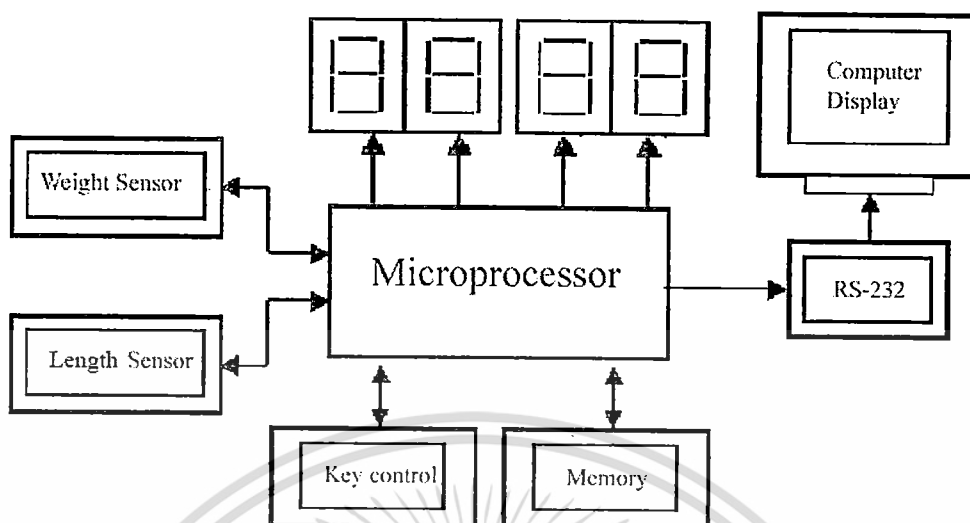 Computer
Display
Weight Sensor
Microprocessor
RS-232
Length Sensor
Key control
Memory